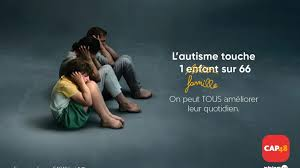 L'autisme touche
1 enfant sur 66
famille
On peut TOUS améliorer
leur quotidien.
CAP48